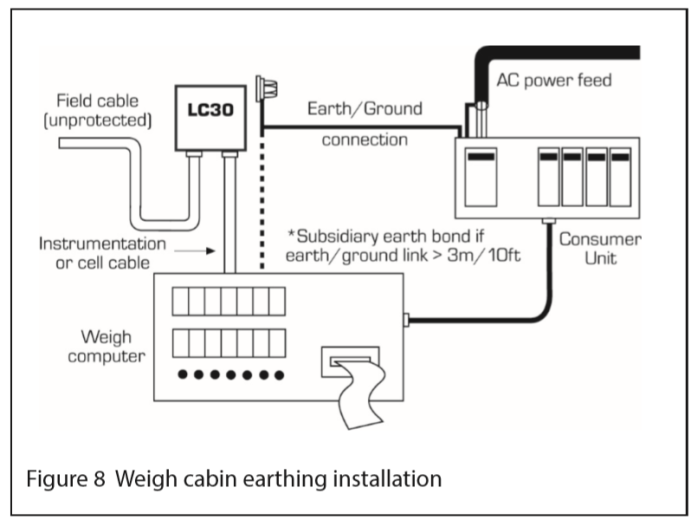 AC power feed
Field cable
(unprotected)
LC30
Earth/Ground
connection
Instrumentation
or cell cable
*Subsidiary earth bond if
earth/ground link > 3m/10ft
Consumer
Unit
Weigh
computer
Figure 8 Weigh cabin earthing installation